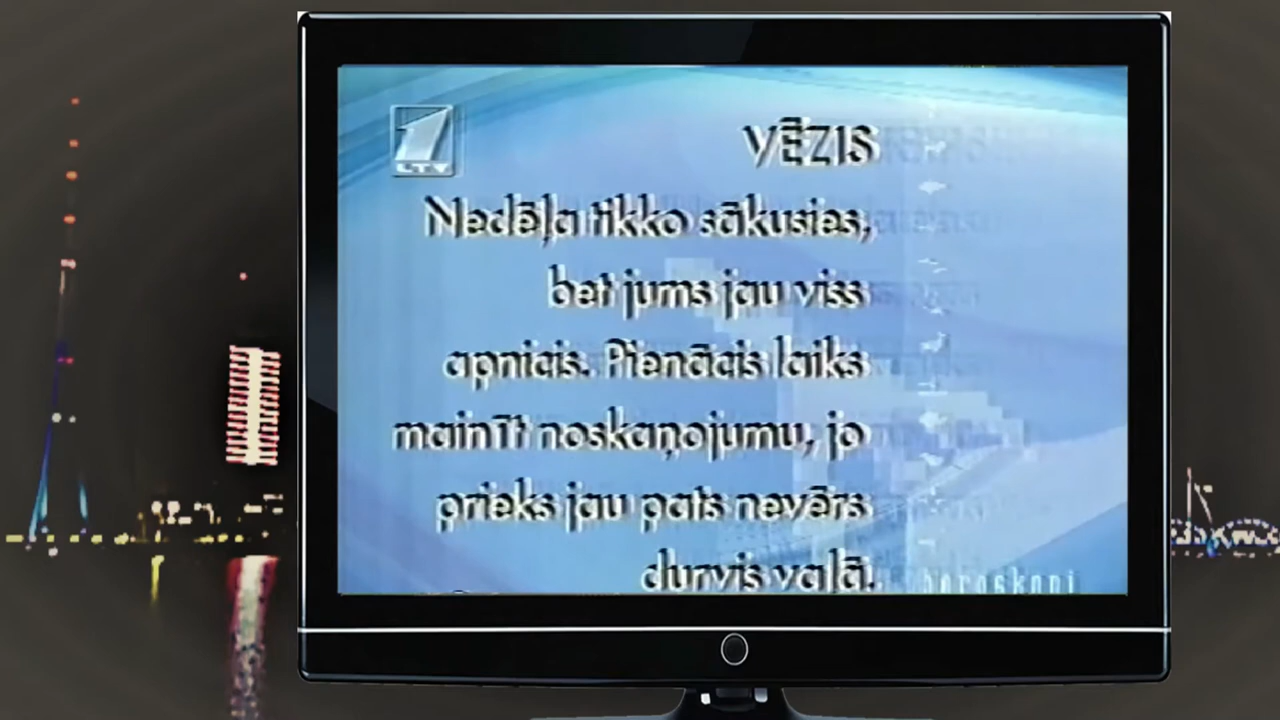 LTV
VĒZIS
Nedēļa tikko sākusies,
bet jums jau viss
apnicis. Pienācis laiks
mainīt noskaņojumu, jo
prieks jau pats nevērs
durvis vaļā.
horoskopi